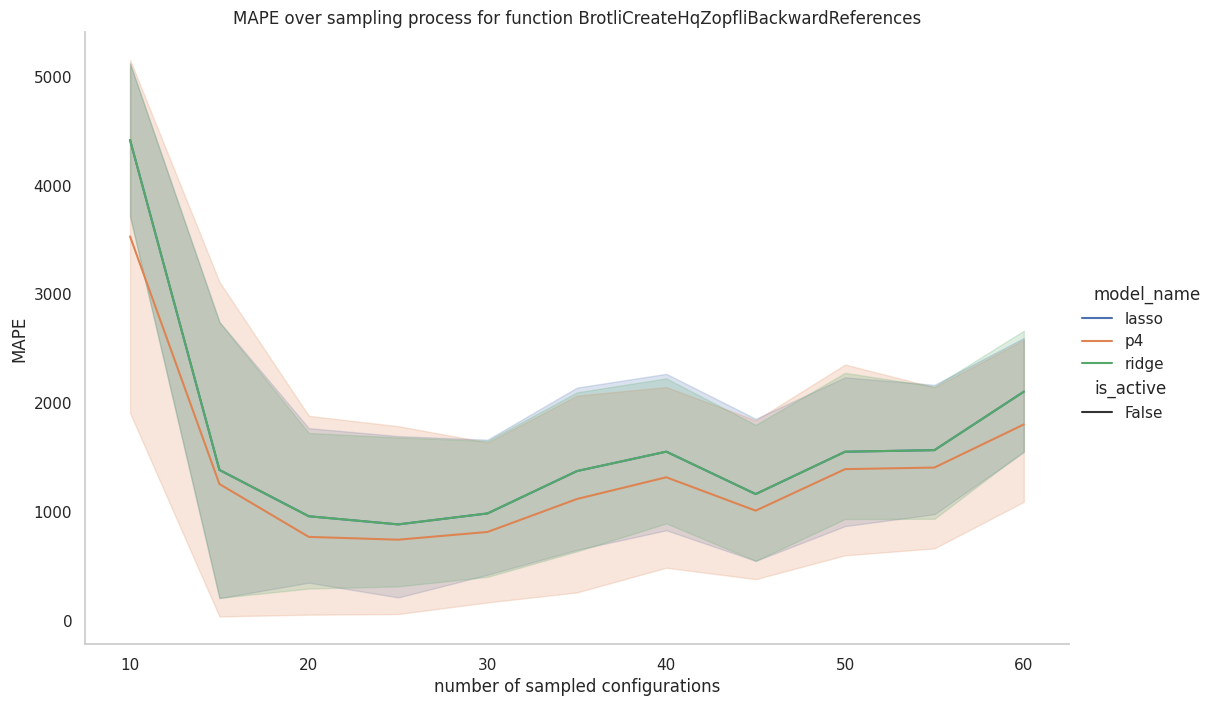 MAPE over sampling process for function BrotliCreateHqZopfliBackwardReferences
5000
4000
3000
2000
1000
0
MAPE
10
20
30
40
50
60
number of sampled configurations
model_name
lasso
p4
ridge
is_active
False